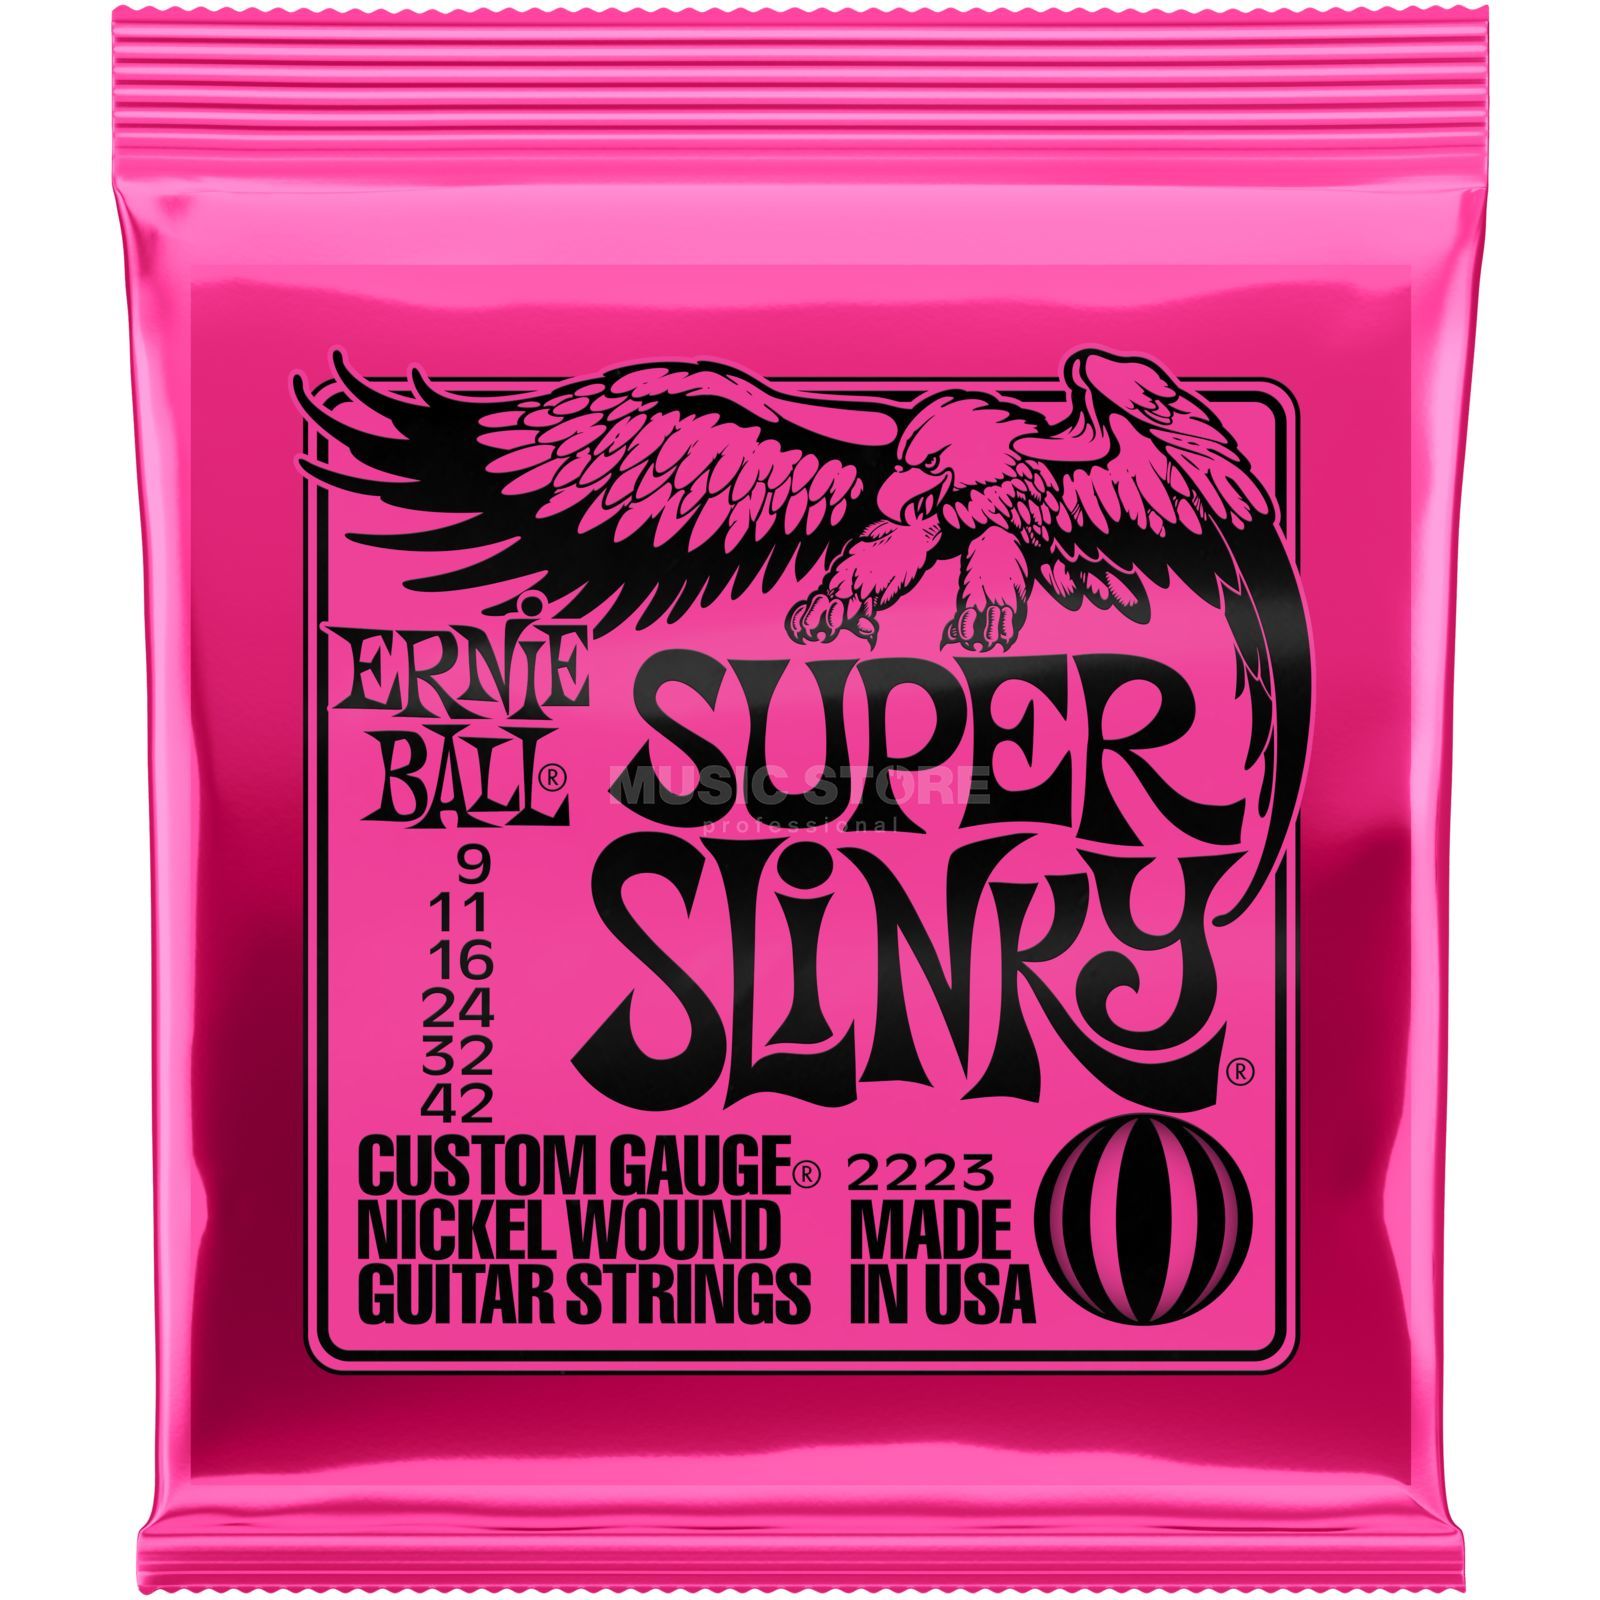 ERNiE
BALL®
SUPER
SLiNKY®
MUSIC STORE
professional
9
11
16
24
32
42
CUSTOM GAUGE®
NICKEL WOUND
GUITAR STRINGS
2223
MADE
IN USA